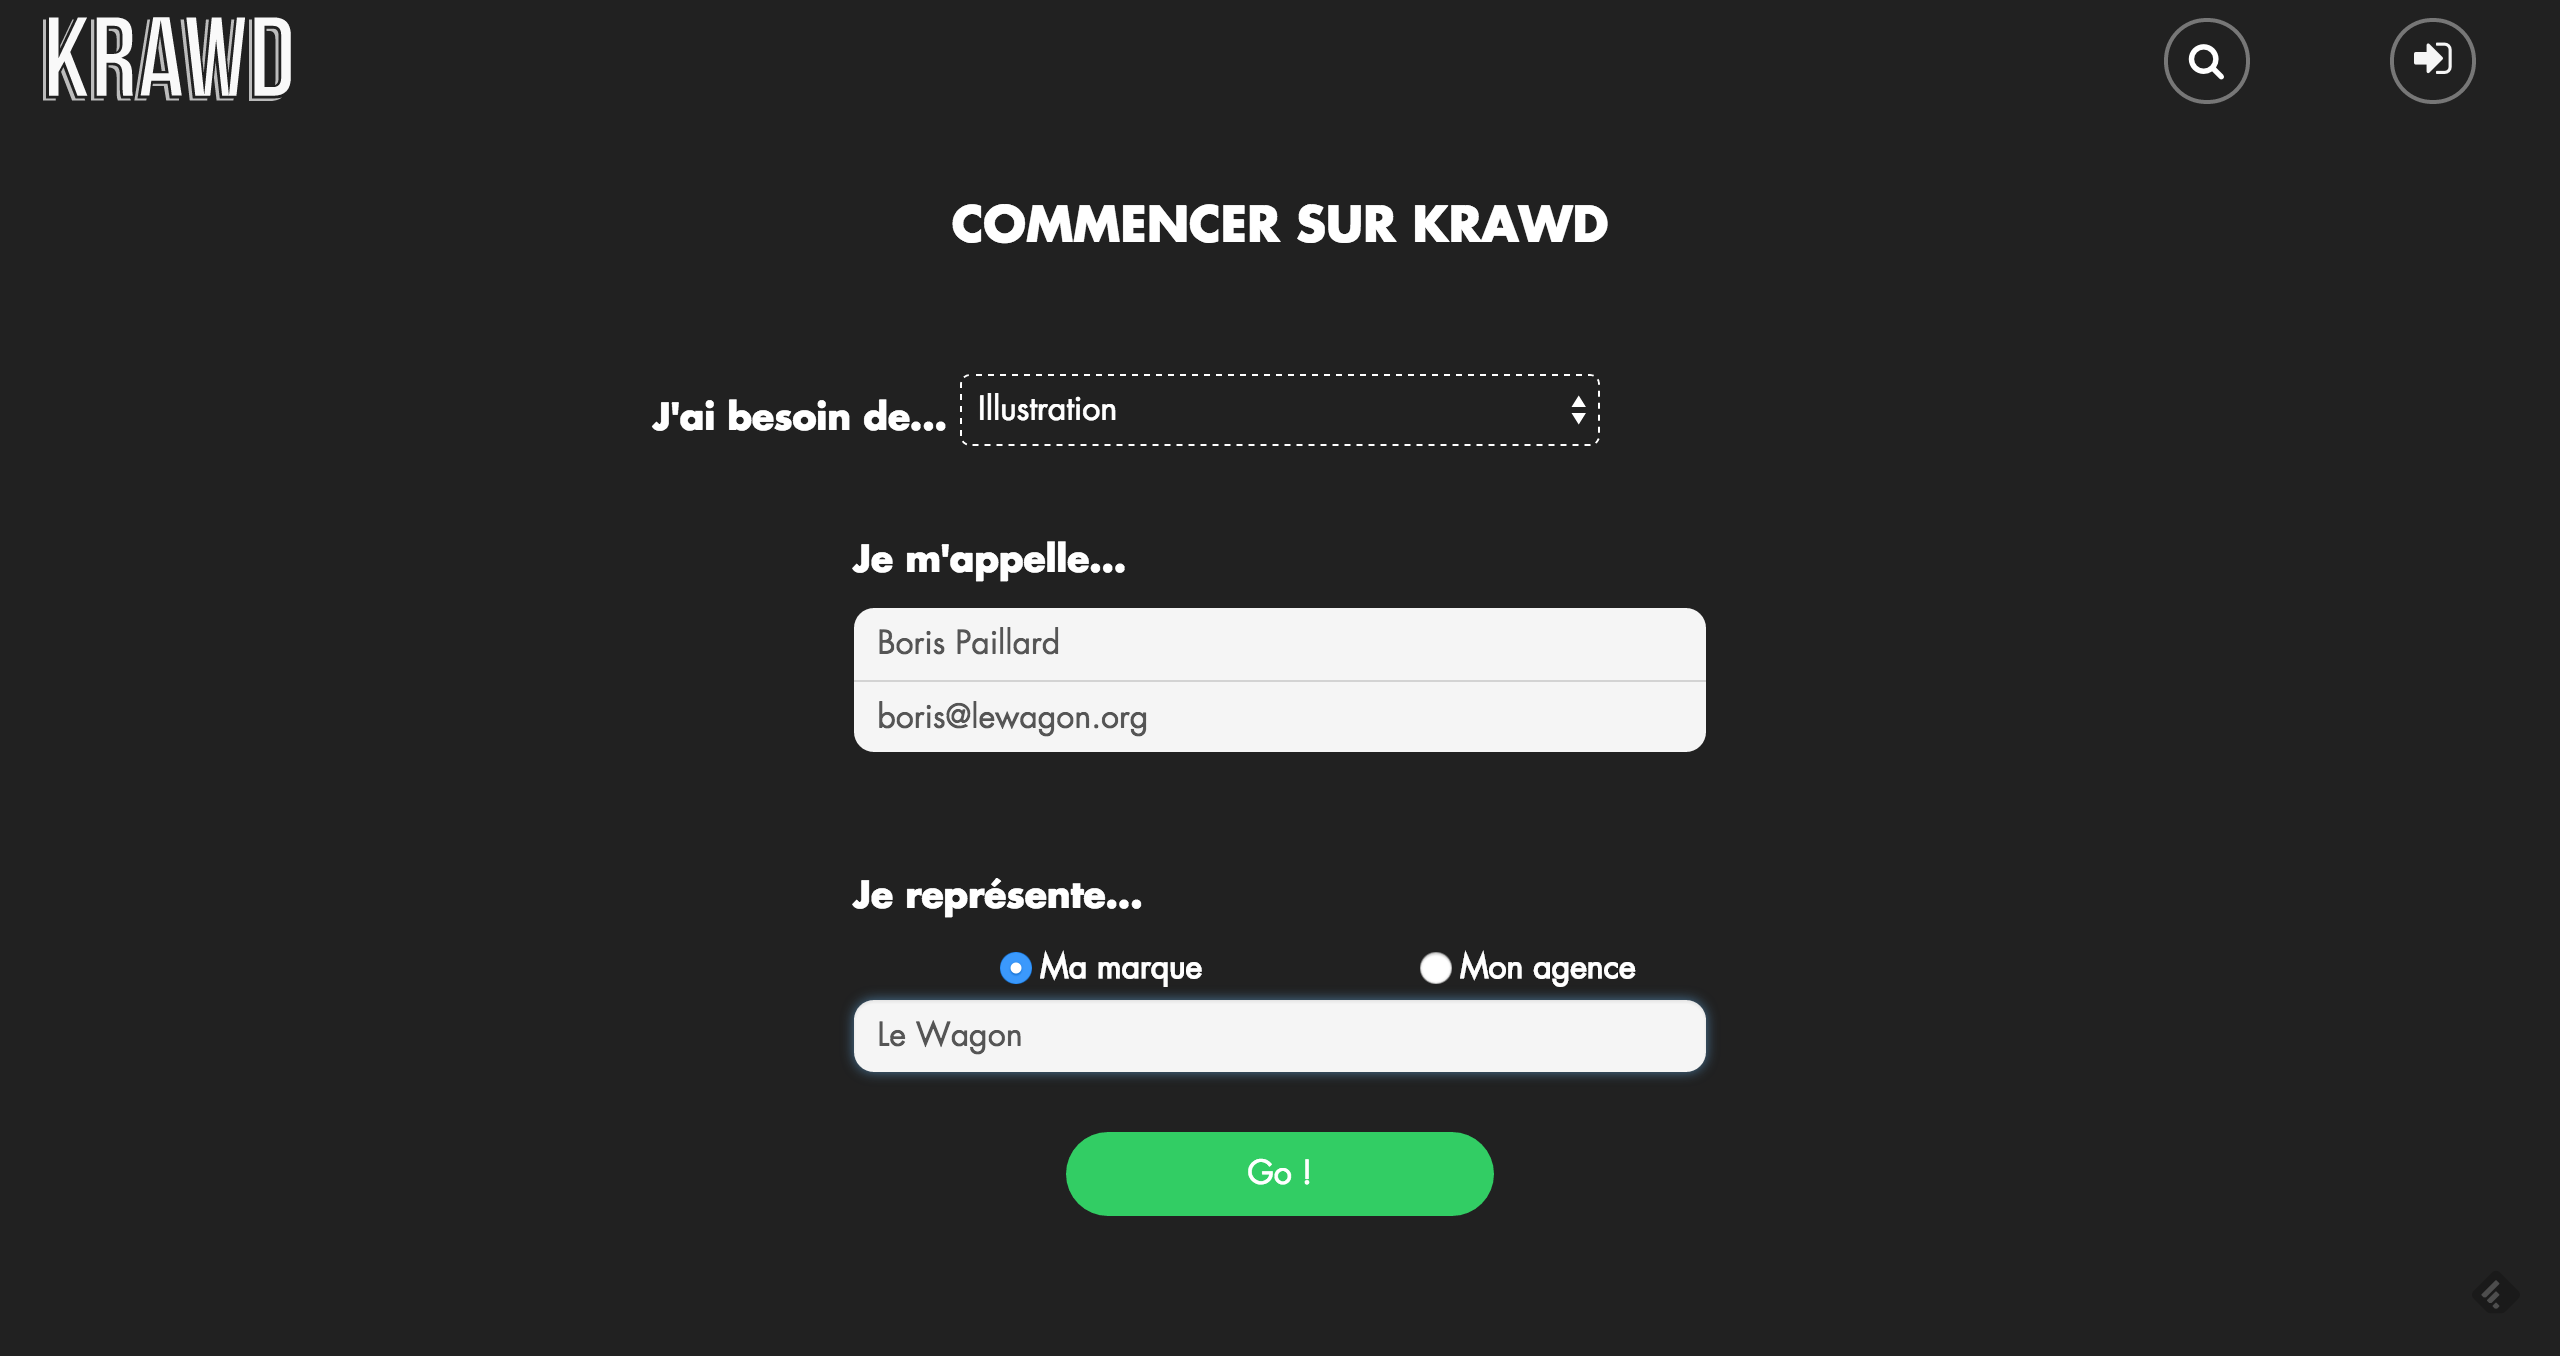 KRAWD
COMMENCER SUR KRAWD
J'ai besoin de... Illustration
Je m'appelle...
Boris Paillard
boris@lewagon.org
Je représente...
Ma marque Mon agence
Le Wagon
Go !